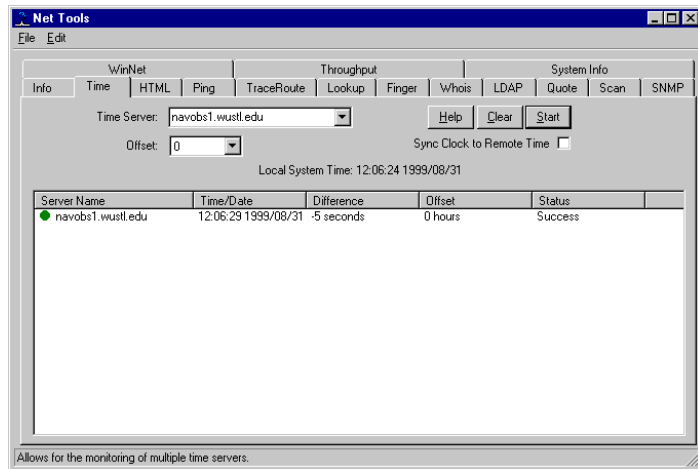 Net Tools
File Edit
WinNet Throughput System Info
Info Time HTML Ping TraceRoute Lookup Finger Whois LDAP Quote Scan SNMP
Time Server: navobs1.wustl.edu Help Clear Start
Offset: 0 Sync Clock to Remote Time
Local System Time: 12:06:24 1999/08/31
Server Name Time/Date Difference Offset Status
navobs1.wustl.edu 12:06:29 1999/08/31 -5 seconds 0 hours Success
Allows for the monitoring of multiple time servers.